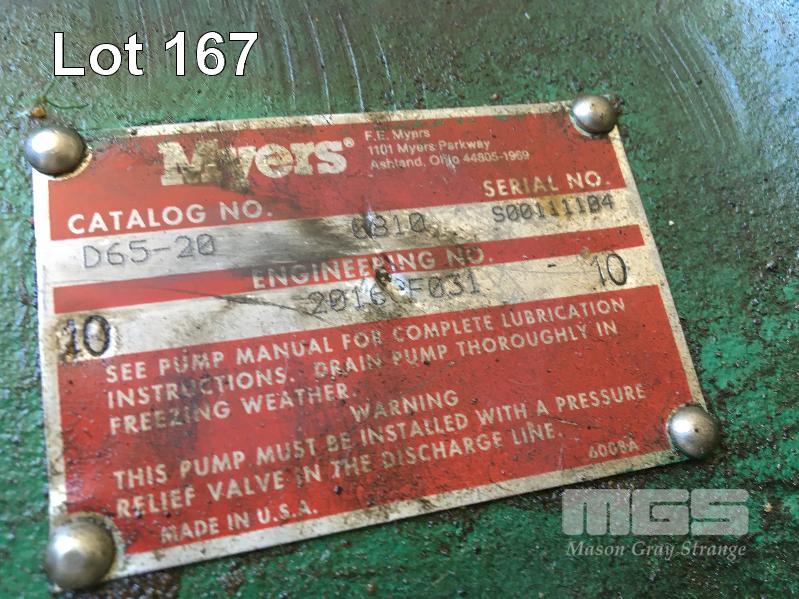 Lot 167
Myers®
F.E. Myers
1101 Myers Parkway
Ashland, Ohio 44805-1969
CATALOG NO.
SERIAL NO.
D65-20 0810 S00111104
ENGINEERING NO.
10 10
SEE PUMP MANUAL FOR COMPLETE LUBRICATION
INSTRUCTIONS. DRAIN PUMP THOROUGHLY IN
FREEZING WEATHER.
WARNING
THIS PUMP MUST BE INSTALLED WITH A PRESSURE
RELIEF VALVE IN THE DISCHARGE LINE.
MADE IN U.S.A.
6008A
MGS
Mason Gray Strange